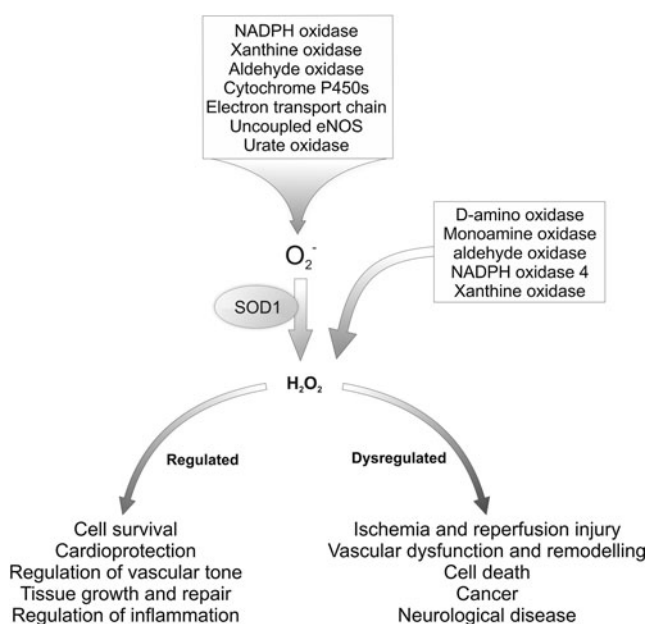 NADPH oxidase
Xanthine oxidase
Aldehyde oxidase
Cytochrome P450s
Electron transport chain
Uncoupled eNOS
Urate oxidase
D-amino oxidase
Monoamine oxidase
aldehyde oxidase
NADPH oxidase 4
Xanthine oxidase
O₂⁻
SOD1
H₂O₂
Regulated
Dysregulated
Cell survival
Cardioprotection
Regulation of vascular tone
Tissue growth and repair
Regulation of inflammation
Ischemia and reperfusion injury
Vascular dysfunction and remodelling
Cell death
Cancer
Neurological disease